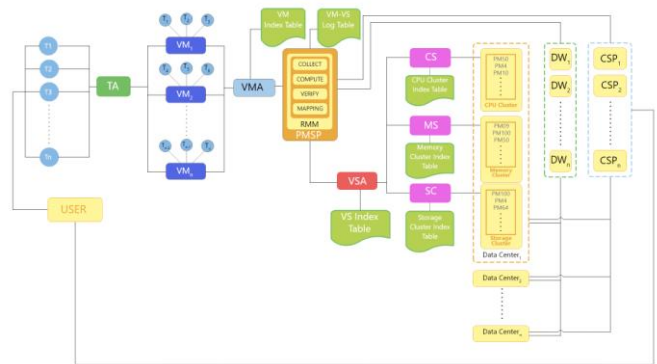 T1
T2
T3
Tn
USER
TA
VM1
VM2
VMn
VMA
VM
Index Table
VM-VS
Log Table
COLLECT
COMPUTE
VERIFY
MAPPING
RMM
PMSP
VSA
VS Index
Table
CS
CPU Cluster
Index Table
MS
Memory
Cluster Index
Table
SC
Storage
Cluster Index
Table
PM50
PM4
PM10
CPU Cluster
PM09
PM100
PM50
Memory
Cluster
PM100
PM4
PM64
Storage
Cluster
Data Center1
Data Center2
Data Centern
DW1
DW2
DWn
CSP1
CSP2
CSPn